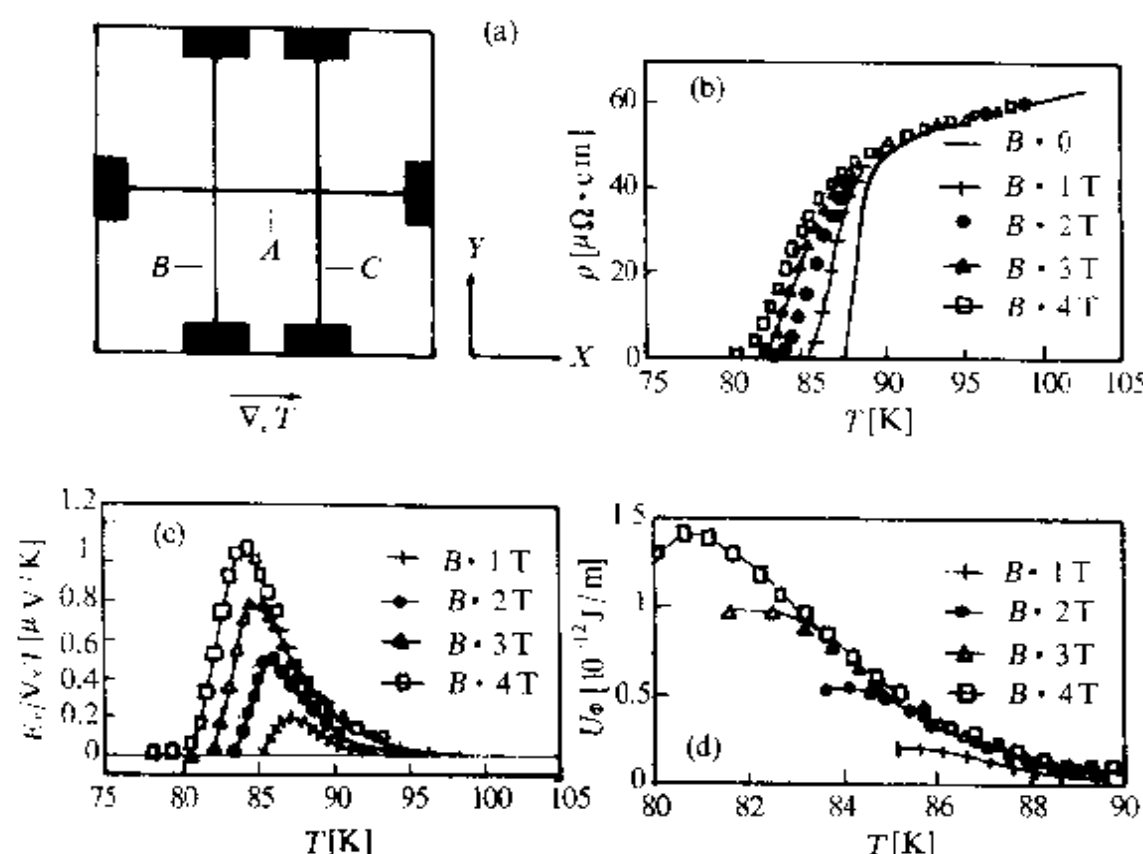 (a)
B
A
C
Y
X
(b)
60
40
20
0
ρ [μΩ·cm]
B · 0
B · 1 T
B · 2 T
B · 3 T
B · 4 T
75 80 85 90 95 100 105
T [K]
(c)
1.2
1
0.8
0.6
0.4
0.2
0
B · 1 T
B · 2 T
B · 3 T
B · 4 T
75 80 85 90 95 100 105
T [K]
1.5
1
0.5
0
(d)
B · 1 T
B · 2 T
B · 3 T
B · 4 T
80 82 84 86 88 90
T [K]